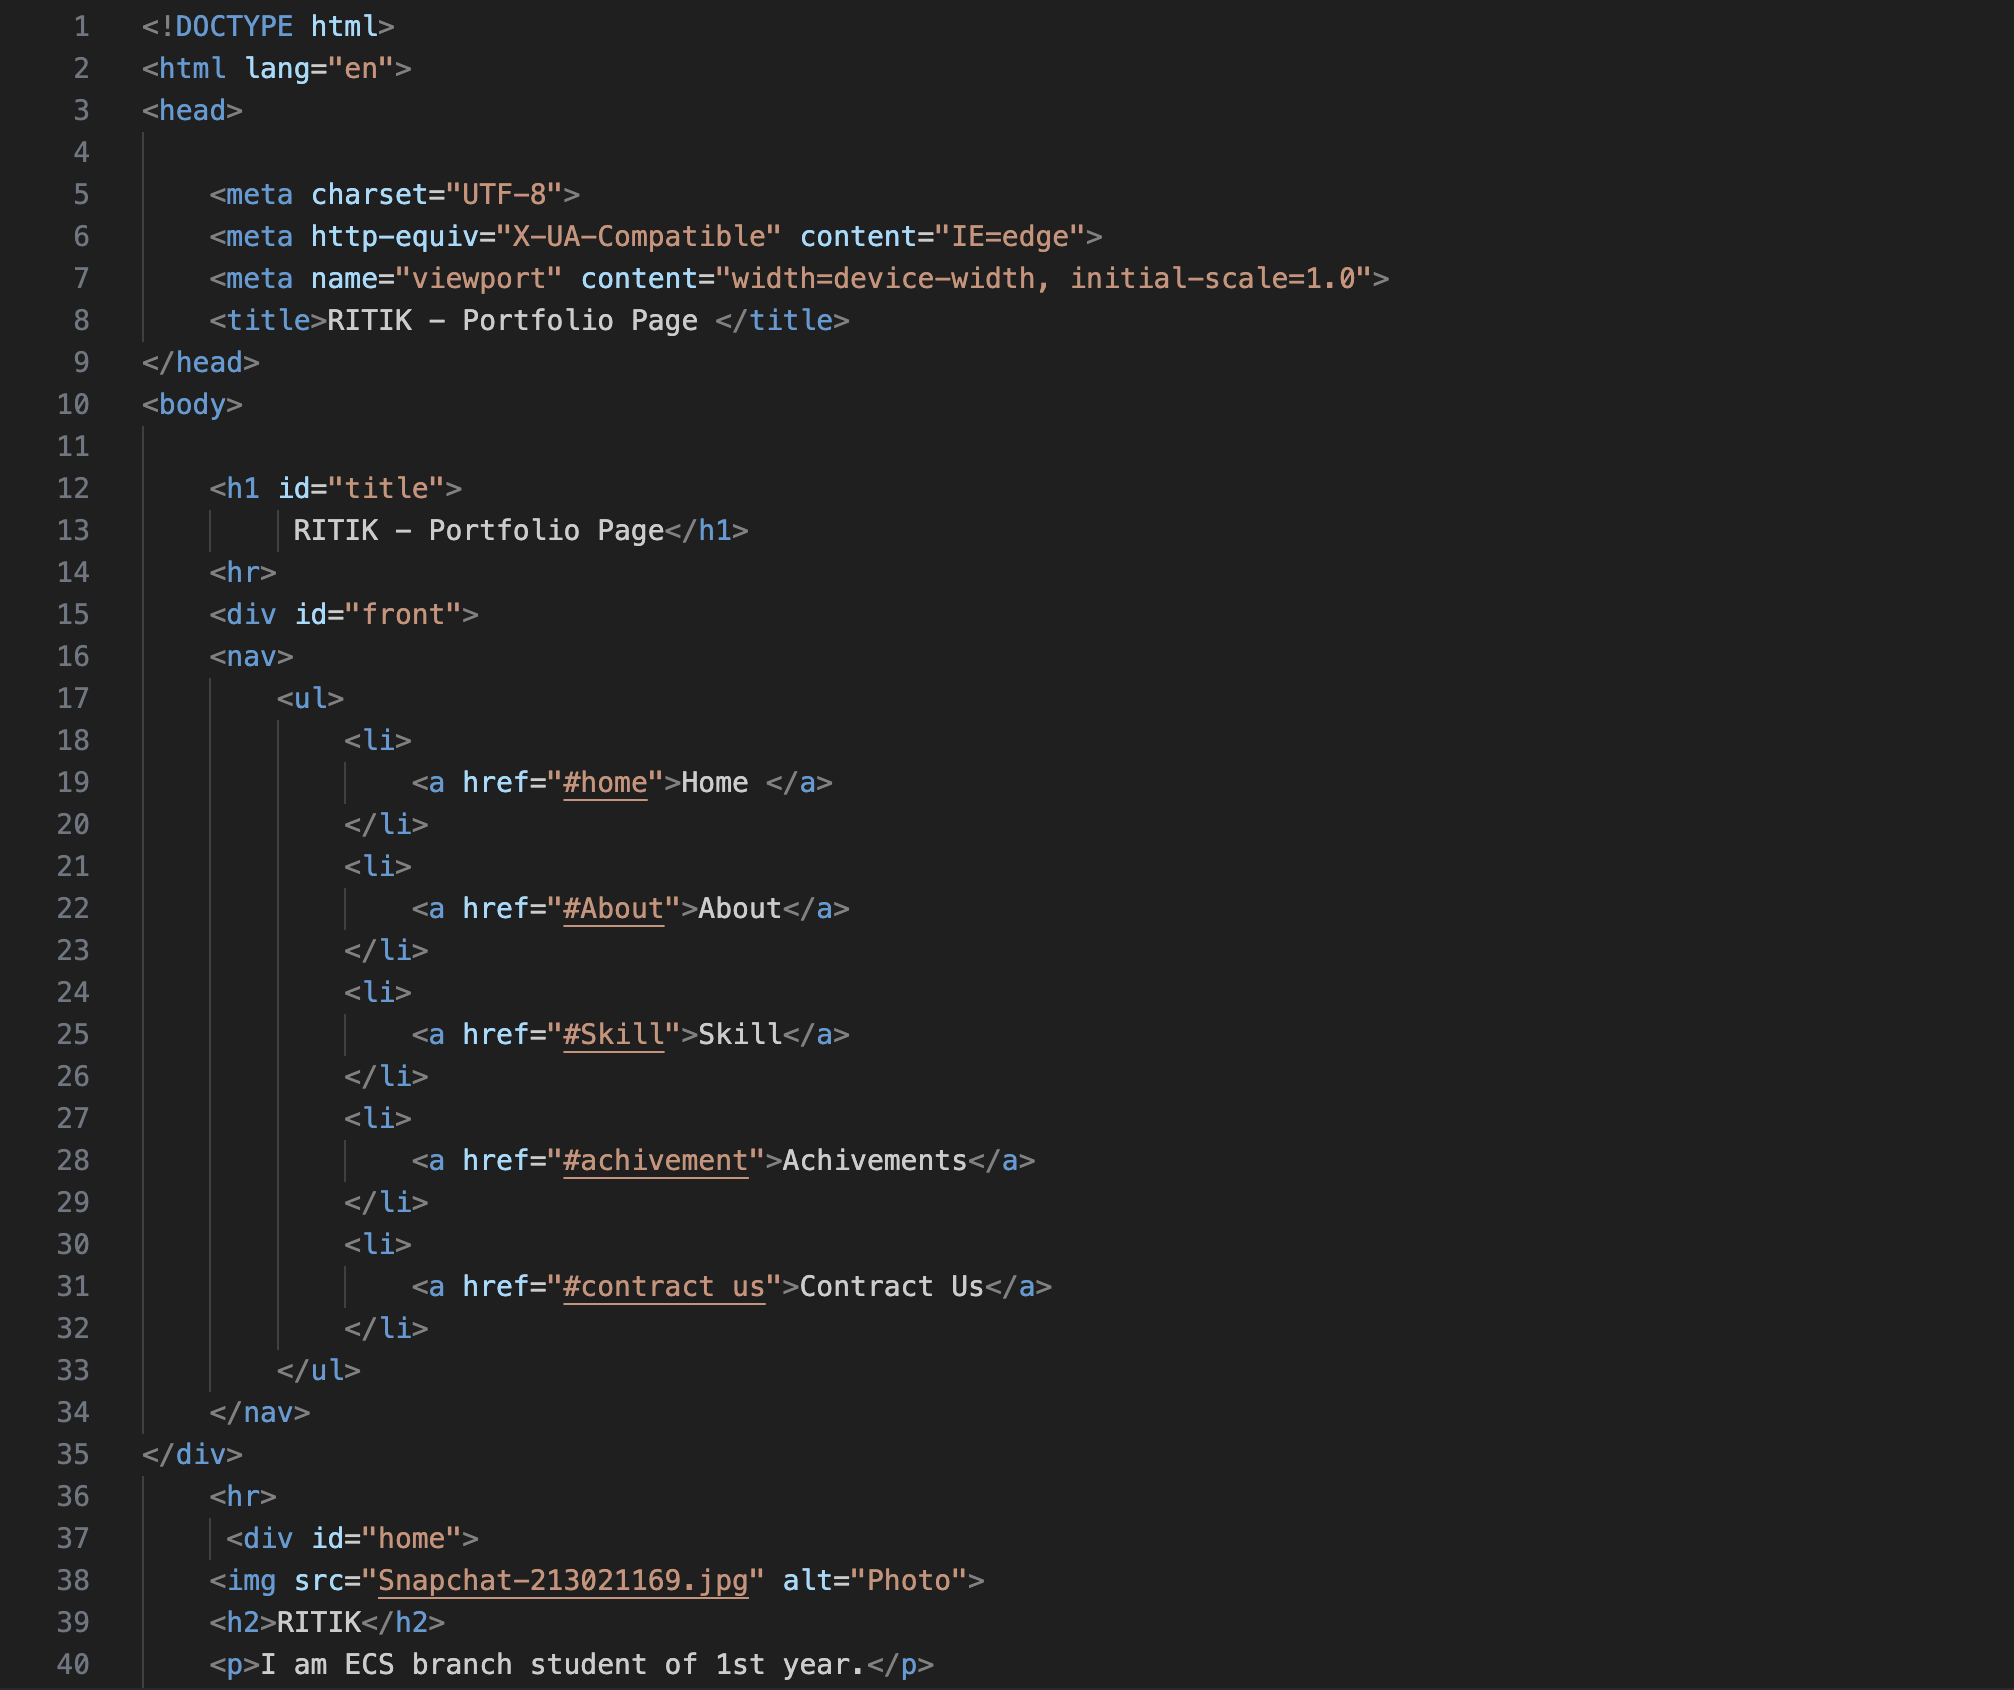 1 <!DOCTYPE html>
2 <html lang="en">
3 <head>
4
5     <meta charset="UTF-8">
6     <meta http-equiv="X-UA-Compatible" content="IE=edge">
7     <meta name="viewport" content="width=device-width, initial-scale=1.0">
8     <title>RITIK - Portfolio Page </title>
9 </head>
10 <body>
11
12     <h1 id="title">
13          RITIK - Portfolio Page</h1>
14     <hr>
15     <div id="front">
16     <nav>
17         <ul>
18             <li>
19                 <a href="#home">Home </a>
20             </li>
21             <li>
22                 <a href="#About">About</a>
23             </li>
24             <li>
25                 <a href="#Skill">Skill</a>
26             </li>
27             <li>
28                 <a href="#achivement">Achivements</a>
29             </li>
30             <li>
31                 <a href="#contract us">Contract Us</a>
32             </li>
33         </ul>
34     </nav>
35 </div>
36     <hr>
37      <div id="home">
38     <img src="Snapchat-213021169.jpg" alt="Photo">
39     <h2>RITIK</h2>
40     <p>I am ECS branch student of 1st year.</p>